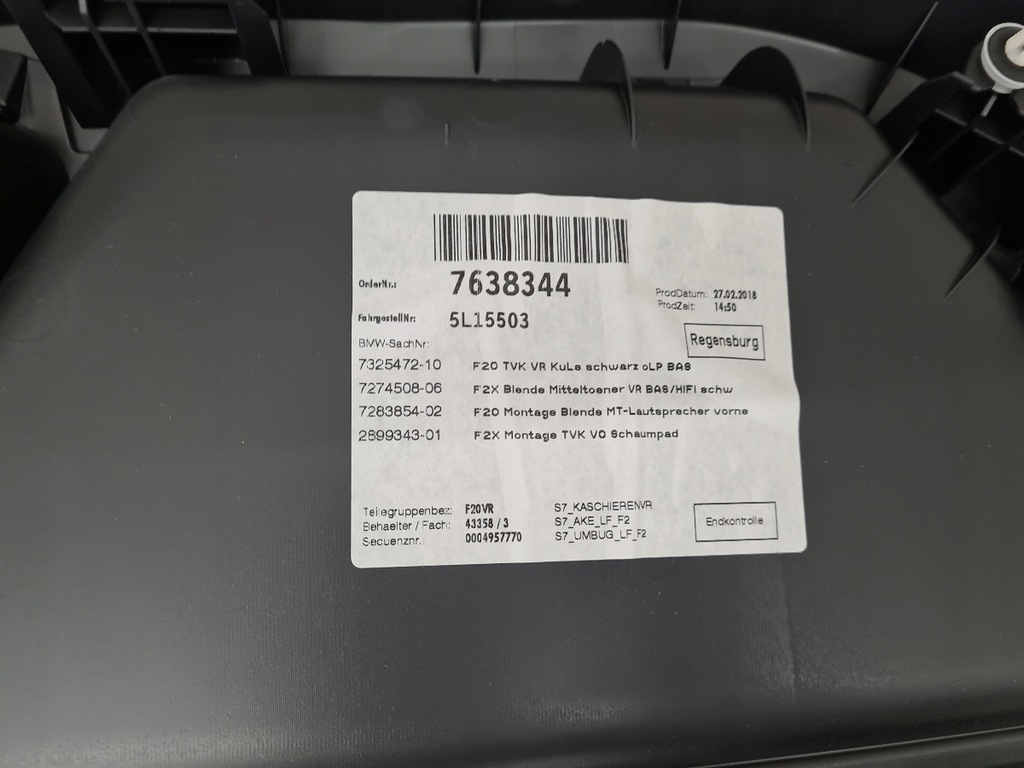 OrderNr.: 7638344
ProdDatum: 27.02.2018
ProdZeit: 14:50
FahrgestellNr: 5L15503
Regensburg
BMW-SachNr:
7325472-10 F20 TVK VR KuLe schwarz oLP BAS
7274508-06 F2X Blende Mitteltoener VR BAS/HIFI schw
7283854-02 F20 Montage Blende MT-Lautsprecher vorne
2899343-01 F2X Montage TVK VO Schaumpad
Teilegruppenbez: F20VR S7_KASCHIERENVR
Behaelter / Fach: 43358 / 3 S7_AKE_LF_F2
Secuenznr.: 0004957770 S7_UMBUG_LF_F2
Endkontrolle